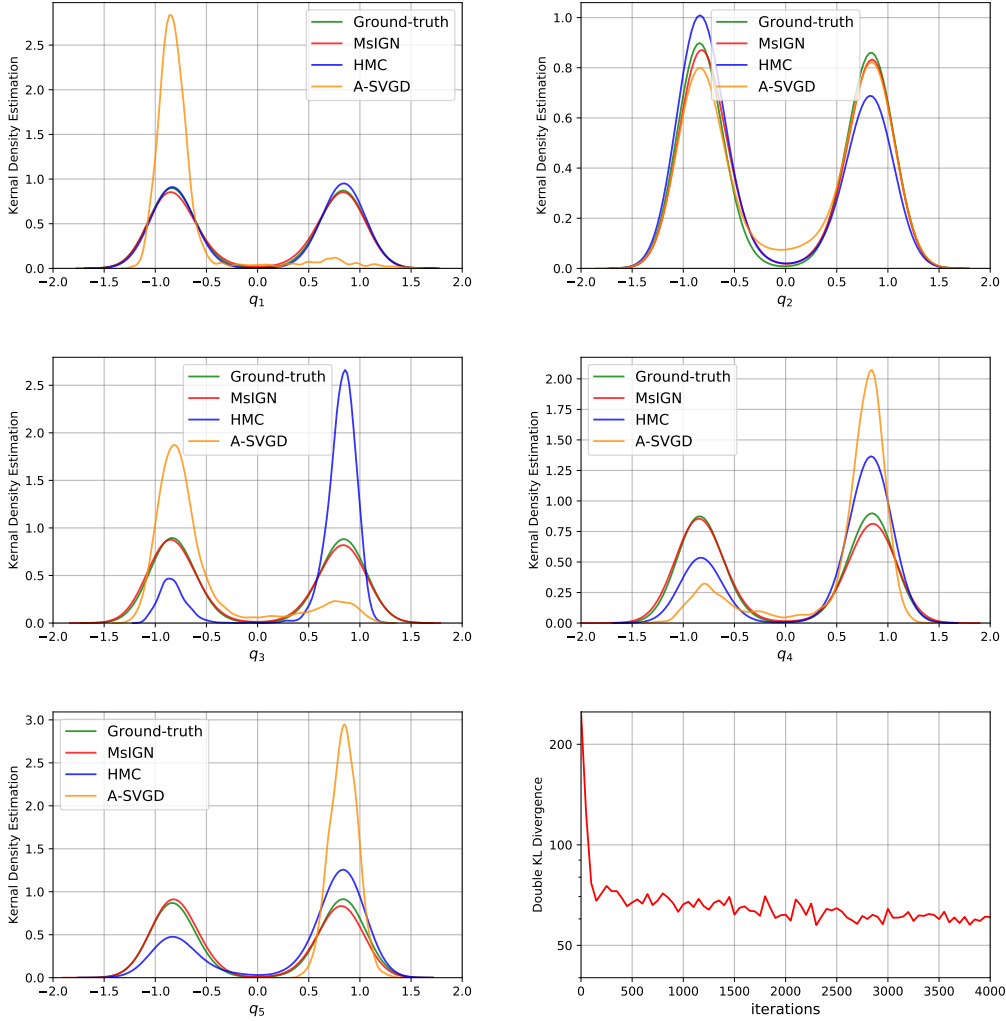 Kernal Density Estimation
2.5
2.0
1.5
1.0
0.5
0.0
−2.0 −1.5 −1.0 −0.5 0.0 0.5 1.0 1.5 2.0
q1
Ground-truth
MsIGN
HMC
A-SVGD
Kernal Density Estimation
1.0
0.8
0.6
0.4
0.2
0.0
−2.0 −1.5 −1.0 −0.5 0.0 0.5 1.0 1.5 2.0
q2
Ground-truth
MsIGN
HMC
A-SVGD
Kernal Density Estimation
2.5
2.0
1.5
1.0
0.5
0.0
−2.0 −1.5 −1.0 −0.5 0.0 0.5 1.0 1.5 2.0
q3
Ground-truth
MsIGN
HMC
A-SVGD
Kernal Density Estimation
2.00
1.75
1.50
1.25
1.00
0.75
0.50
0.25
0.00
−2.0 −1.5 −1.0 −0.5 0.0 0.5 1.0 1.5 2.0
q4
Ground-truth
MsIGN
HMC
A-SVGD
Kernal Density Estimation
3.0
2.5
2.0
1.5
1.0
0.5
0.0
−2.0 −1.5 −1.0 −0.5 0.0 0.5 1.0 1.5 2.0
q5
Ground-truth
MsIGN
HMC
A-SVGD
Double KL Divergence
200
100
50
0 500 1000 1500 2000 2500 3000 3500 4000
iterations